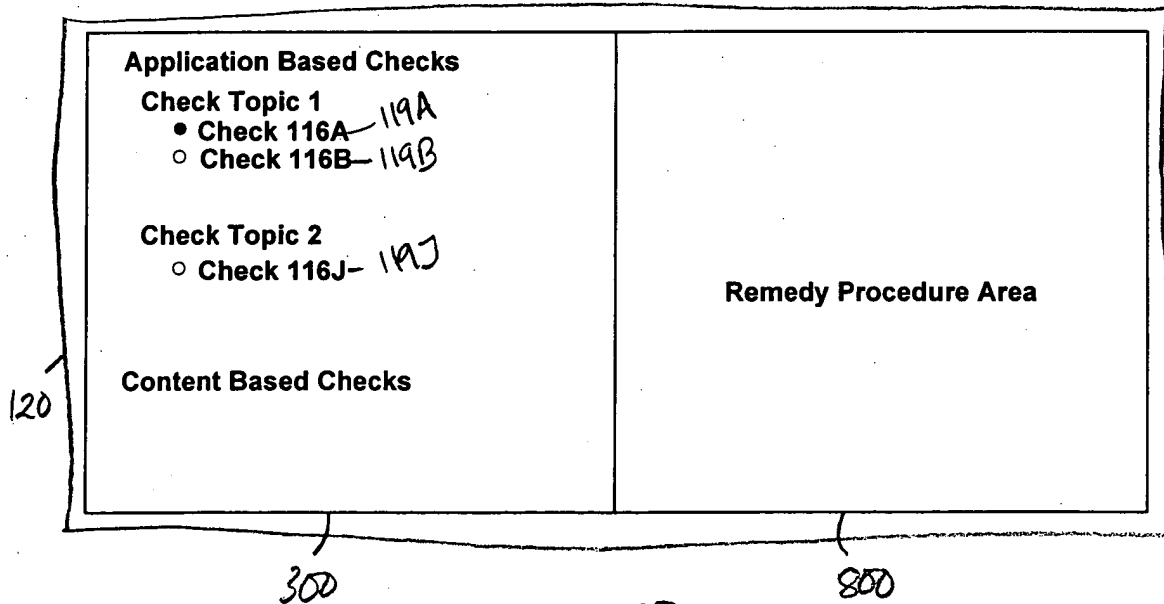 Application Based Checks
Check Topic 1
Check 116A 119A
Check 116B 119B
Check Topic 2
Check 116J 119J
Remedy Procedure Area
Content Based Checks
120
300
800